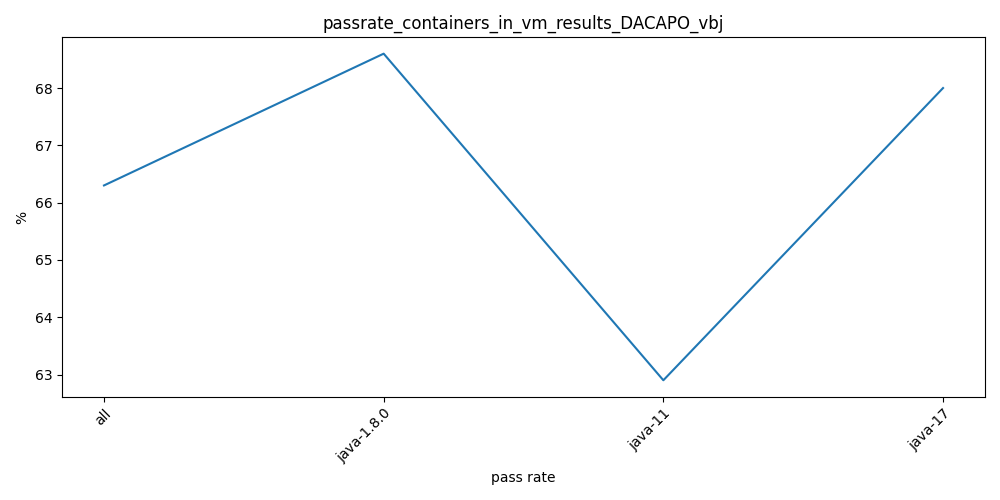 passrate_containers_in_vm_results_DACAPO_vbj
68
67
66
65
64
63
%
all
java-1.8.0
java-11
java-17
pass rate